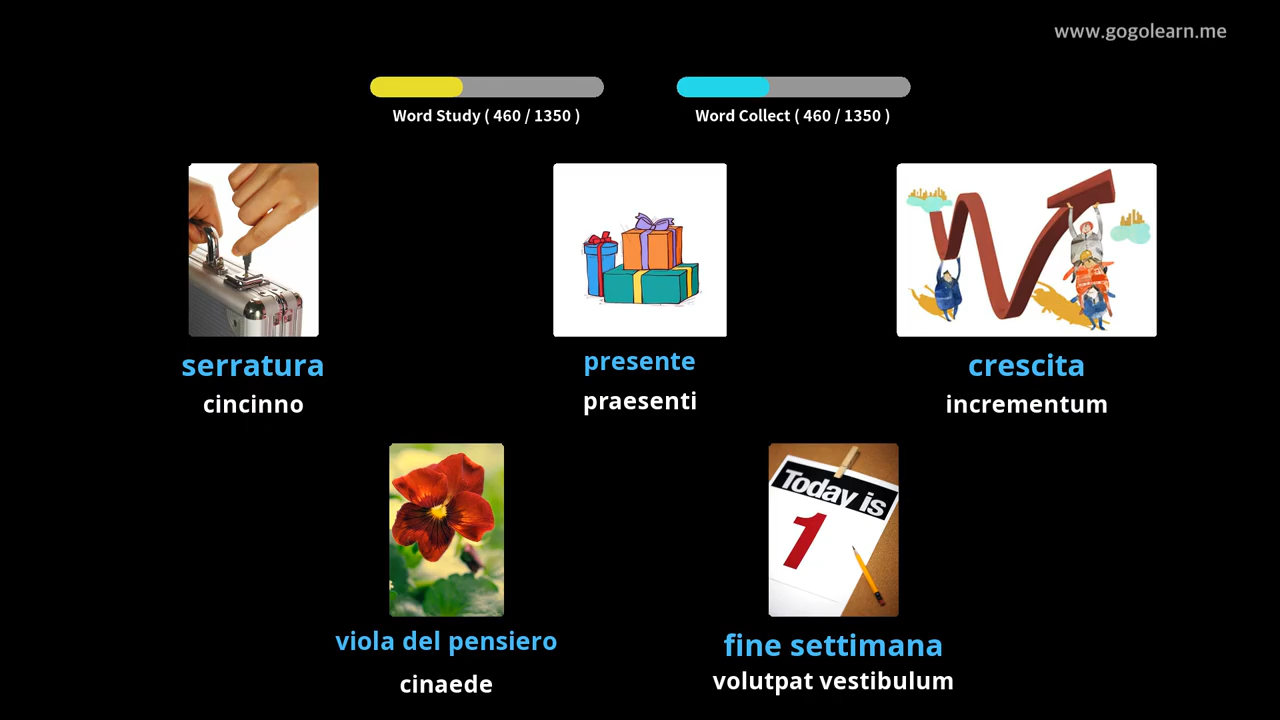 www.gogolearn.me
Word Study ( 460 / 1350 )
Word Collect ( 460 / 1350 )
serratura
cincinno
presente
praesenti
crescita
incrementum
Today is
1
viola del pensiero
cinaede
fine settimana
volutpat vestibulum